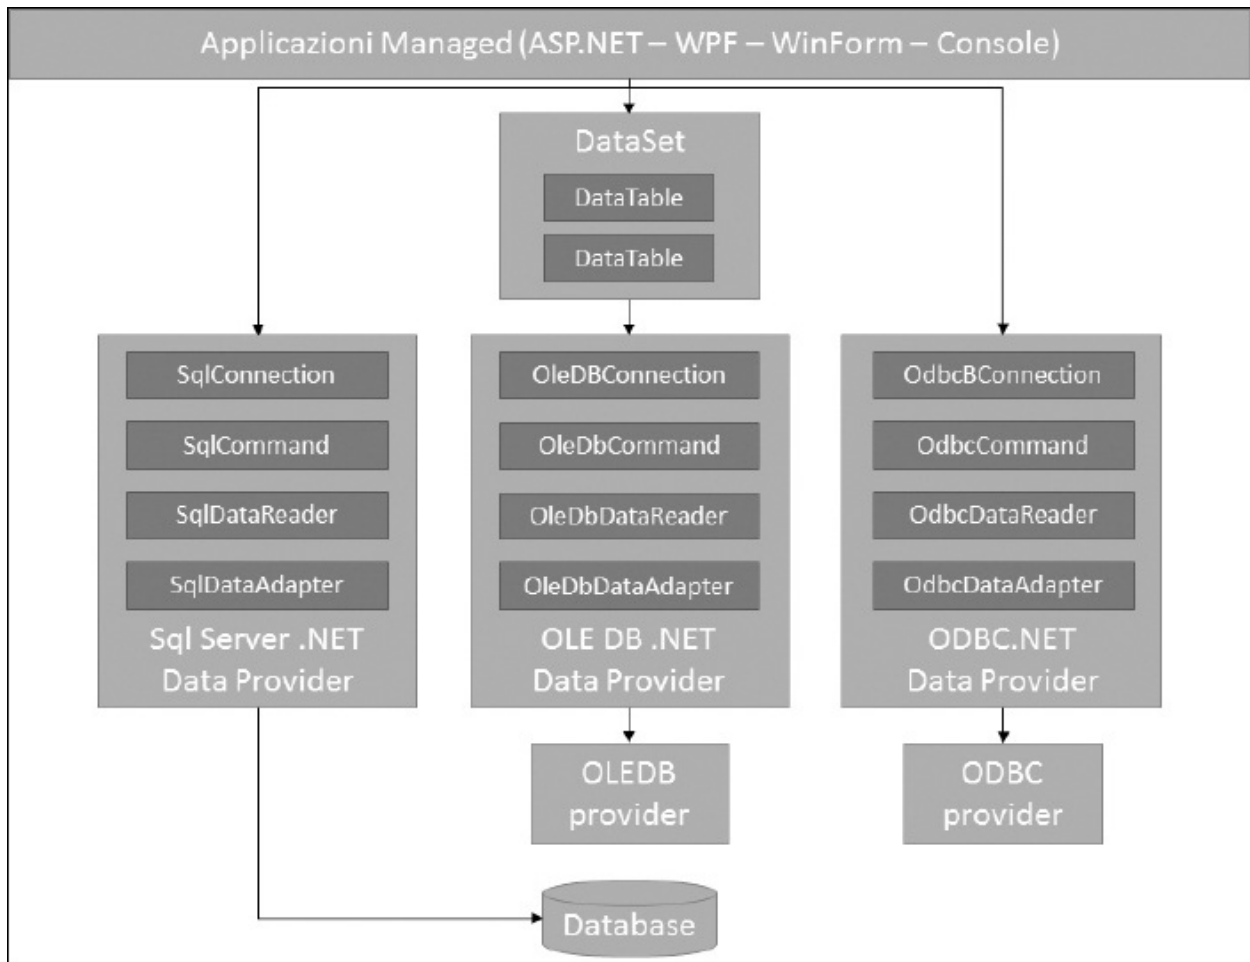 Applicazioni Managed (ASP.NET – WPF – WinForm – Console)
DataSet
DataTable
DataTable
SqlConnection
SqlCommand
SqlDataReader
SqlDataAdapter
Sql Server .NET
Data Provider
OleDBConnection
OleDbCommand
OleDbDataReader
OleDbDataAdapter
OLE DB .NET
Data Provider
OdbcBConnection
OdbcCommand
OdbcDataReader
OdbcDataAdapter
ODBC.NET
Data Provider
OLEDB
provider
ODBC
provider
Database